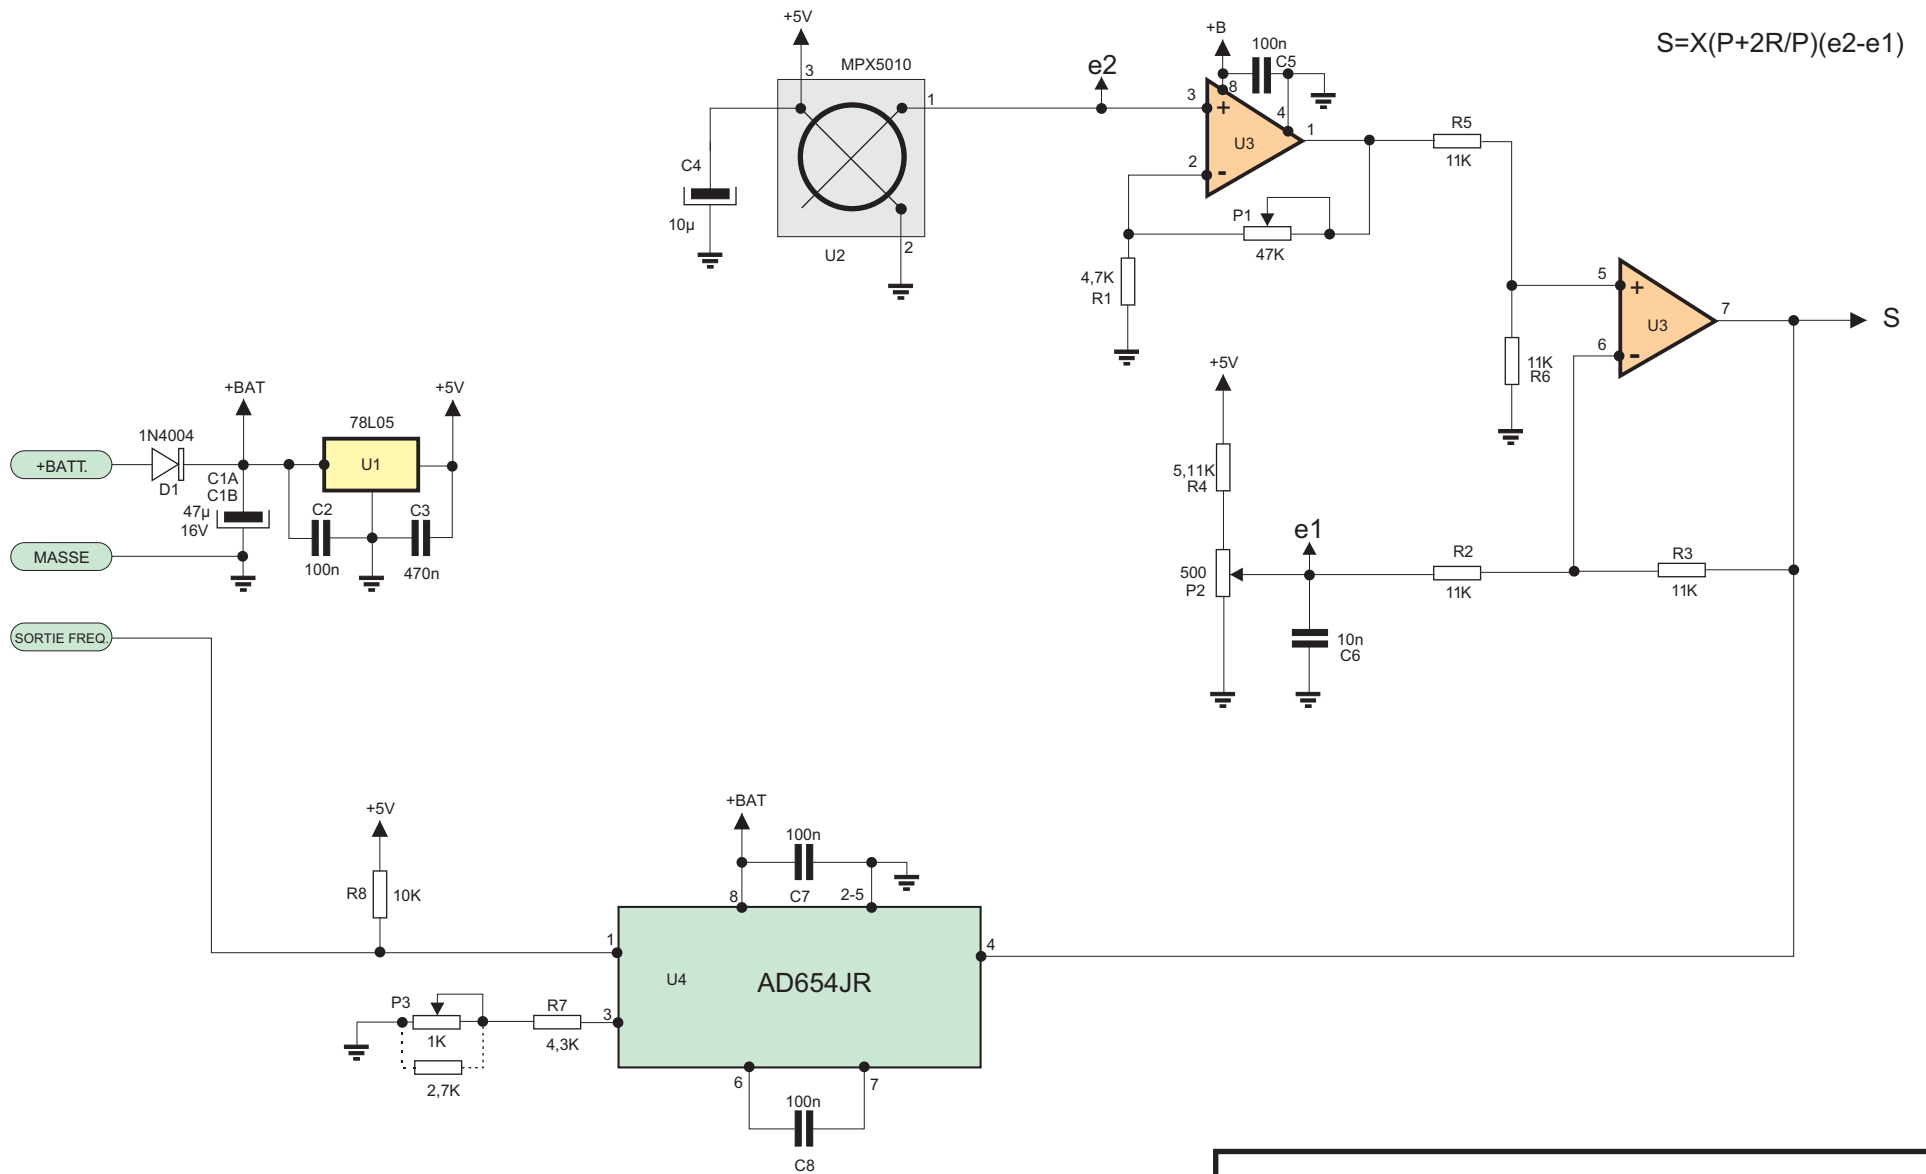 +5V
+B
S=X(P+2R/P)(e2-e1)
100n
C5
MPX5010
e2
3
1
3
+
8
4
1
U3
R5
11K
C4
10µ
2
-
P1
47K
U2
2
4,7K
R1
5
+
U3
7
S
6
-
11K
R6
+5V
+BAT
+5V
78L05
1N4004
+BATT.
D1
C1A
C1B
47µ
16V
U1
C2
100n
C3
470n
5,11K
R4
MASSE
e1
500
P2
R2
11K
R3
11K
SORTIE FREQ.
10n
C6
+5V
+BAT
100n
C7
R8
10K
8
2-5
1
4
U4
AD654JR
P3
1K
R7
4,3K
3
2,7K
6
7
100n
C8